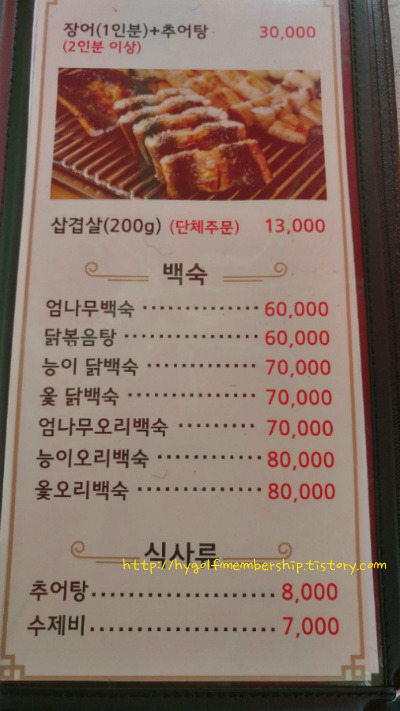 장어(1인분)+추어탕 30,000
(2인분 이상)
삽겹살(200g) (단체주문) 13,000
백숙
엄나무백숙 ·············· 60,000
닭볶음탕 ················ 60,000
능이 닭백숙 ············· 70,000
옻 닭백숙 ··············· 70,000
엄나무오리백숙 ········· 70,000
능이오리백숙 ············ 80,000
옻오리백숙 ·············· 80,000
식사류
http://hygolfmembership.tistory.com
추어탕...................... 8,000
수제비...................... 7,000